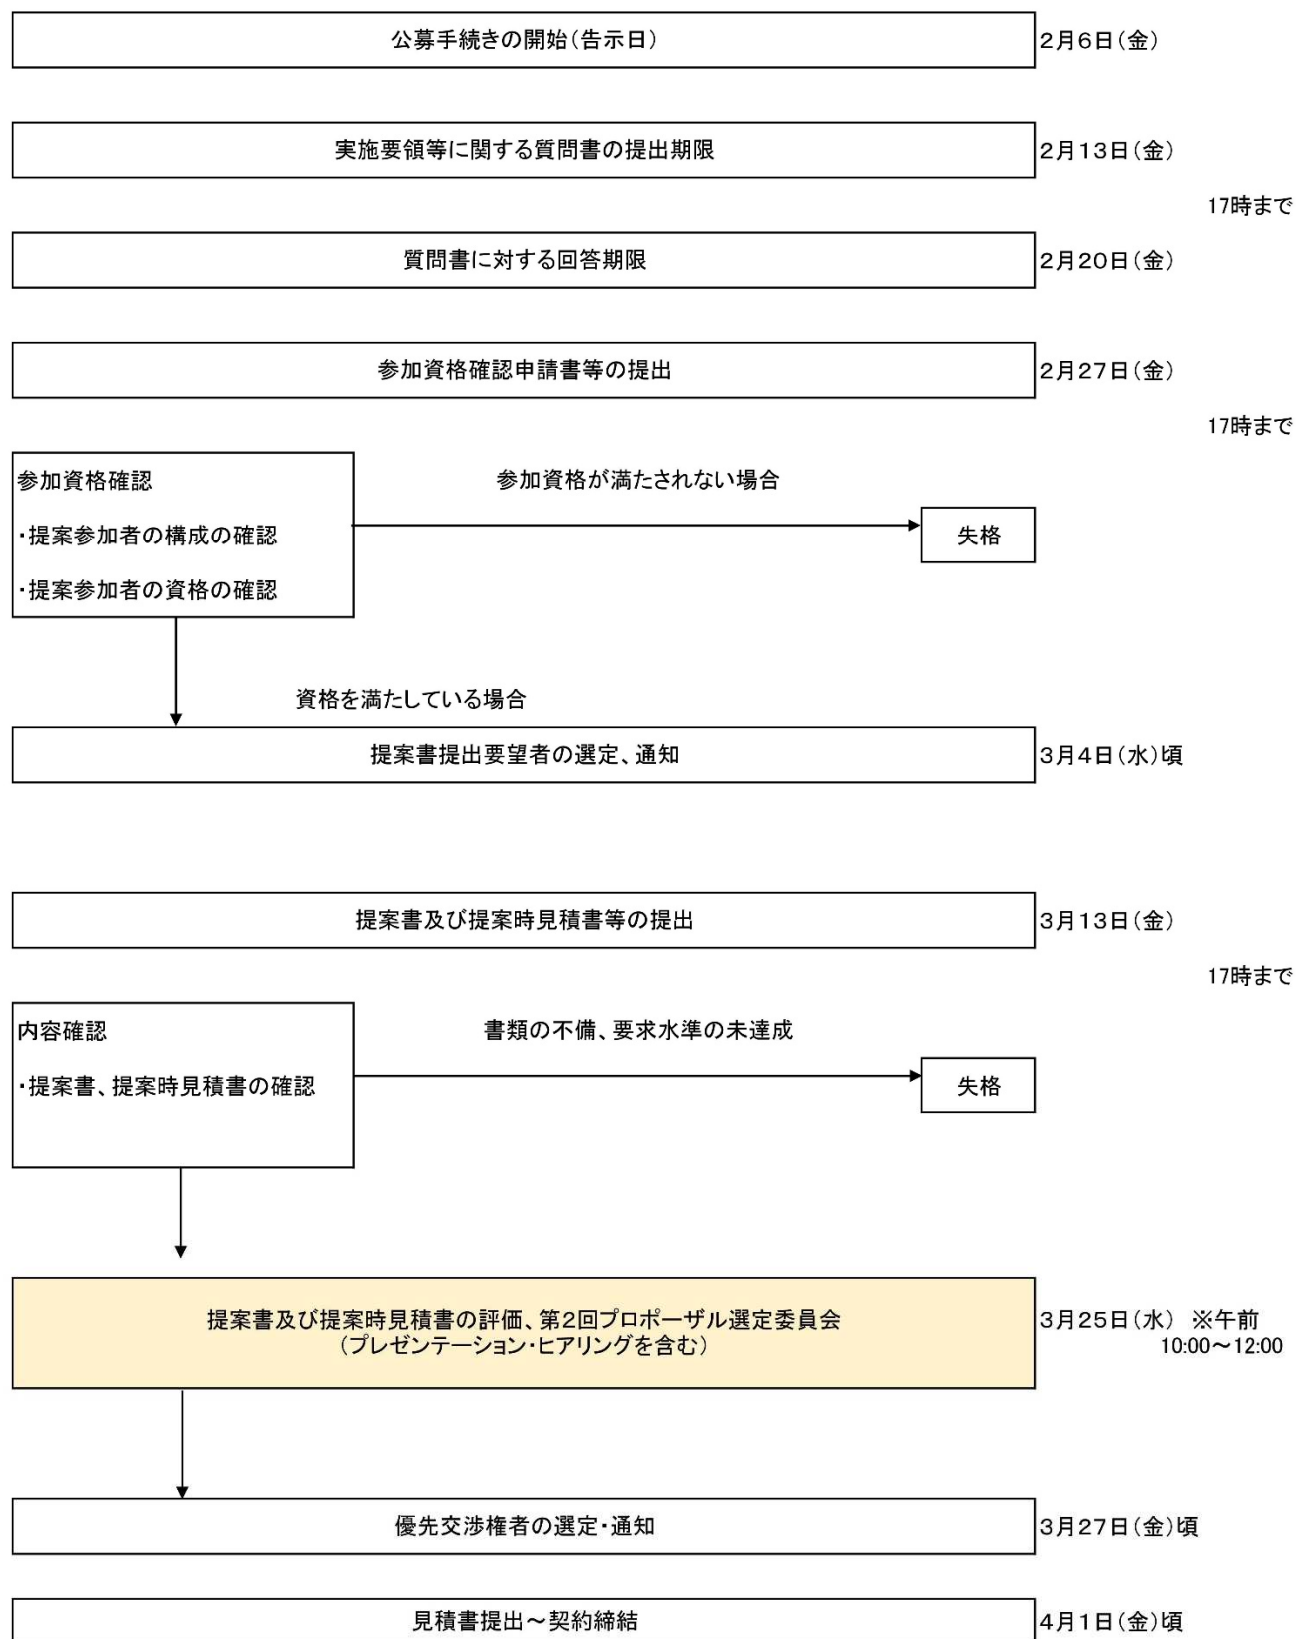 公募手続きの開始(告示日)
2月6日(金)
実施要領等に関する質問書の提出期限
2月13日(金)
17時まで
質問書に対する回答期限
2月20日(金)
参加資格確認申請書等の提出
2月27日(金)
17時まで
参加資格確認
・提案参加者の構成の確認
・提案参加者の資格の確認
参加資格が満たされない場合
失格
資格を満たしている場合
提案書提出要望者の選定、通知
3月4日(水)頃
提案書及び提案時見積書等の提出
3月13日(金)
17時まで
内容確認
・提案書、提案時見積書の確認
書類の不備、要求水準の未達成
失格
提案書及び提案時見積書の評価、第2回プロポーザル選定委員会
(プレゼンテーション・ヒアリングを含む)
3月25日(水) ※午前
10:00～12:00
優先交渉権者の選定・通知
3月27日(金)頃
見積書提出～契約締結
4月1日(金)頃